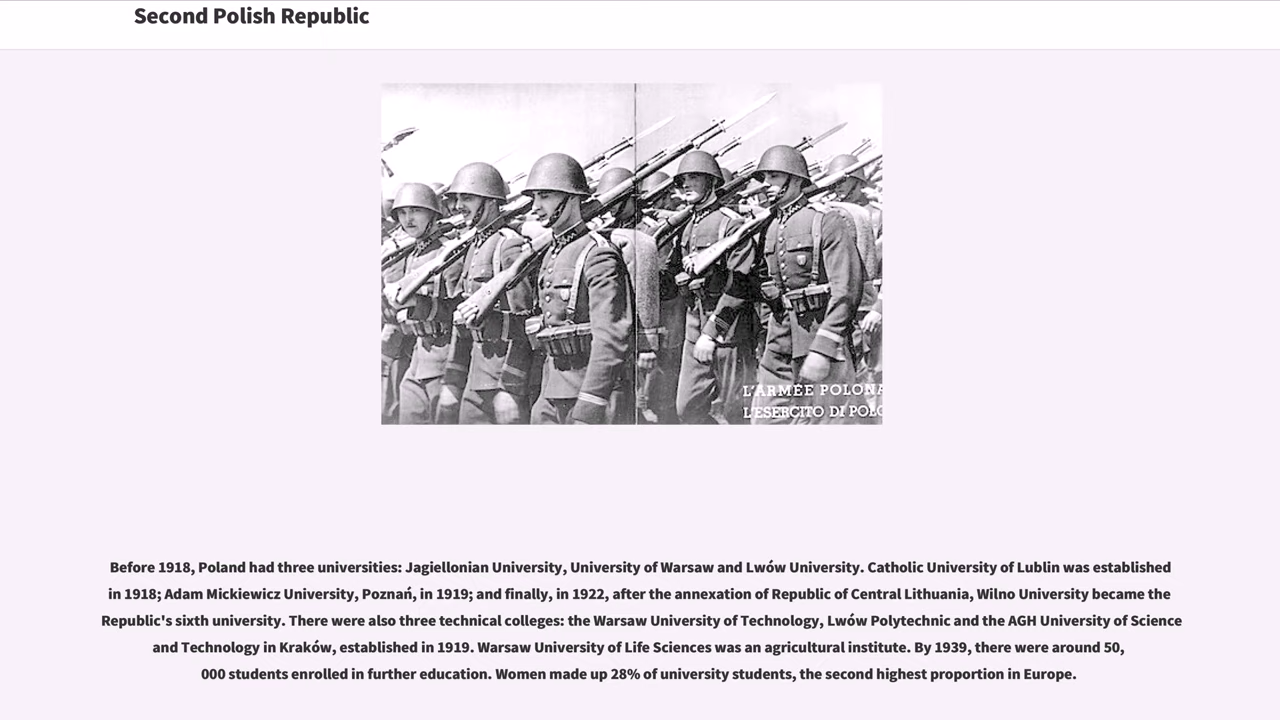 Second Polish Republic
L'ARMÉE POLONA
L'ESERCITO DI POLO
Before 1918, Poland had three universities: Jagiellonian University, University of Warsaw and Lwów University. Catholic University of Lublin was established
in 1918; Adam Mickiewicz University, Poznań, in 1919; and finally, in 1922, after the annexation of Republic of Central Lithuania, Wilno University became the
Republic's sixth university. There were also three technical colleges: the Warsaw University of Technology, Lwów Polytechnic and the AGH University of Science
and Technology in Kraków, established in 1919. Warsaw University of Life Sciences was an agricultural institute. By 1939, there were around 50,
000 students enrolled in further education. Women made up 28% of university students, the second highest proportion in Europe.